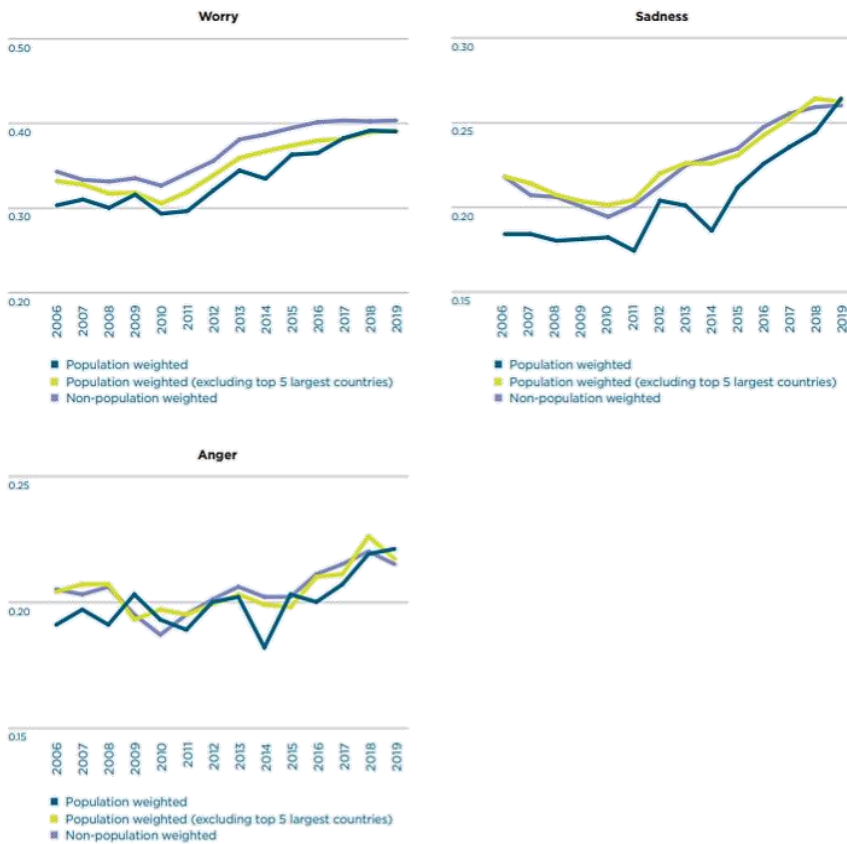 Worry
0.50
0.40
0.30
0.20
2006 2007 2008 2009 2010 2011 2012 2013 2014 2015 2016 2017 2018 2019
Population weighted
Population weighted (excluding top 5 largest countries)
Non-population weighted
Sadness
0.30
0.25
0.20
0.15
2006 2007 2008 2009 2010 2011 2012 2013 2014 2015 2016 2017 2018 2019
Population weighted
Population weighted (excluding top 5 largest countries)
Non-population weighted
Anger
0.25
0.20
0.15
2006 2007 2008 2009 2010 2011 2012 2013 2014 2015 2016 2017 2018 2019
Population weighted
Population weighted (excluding top 5 largest countries)
Non-population weighted